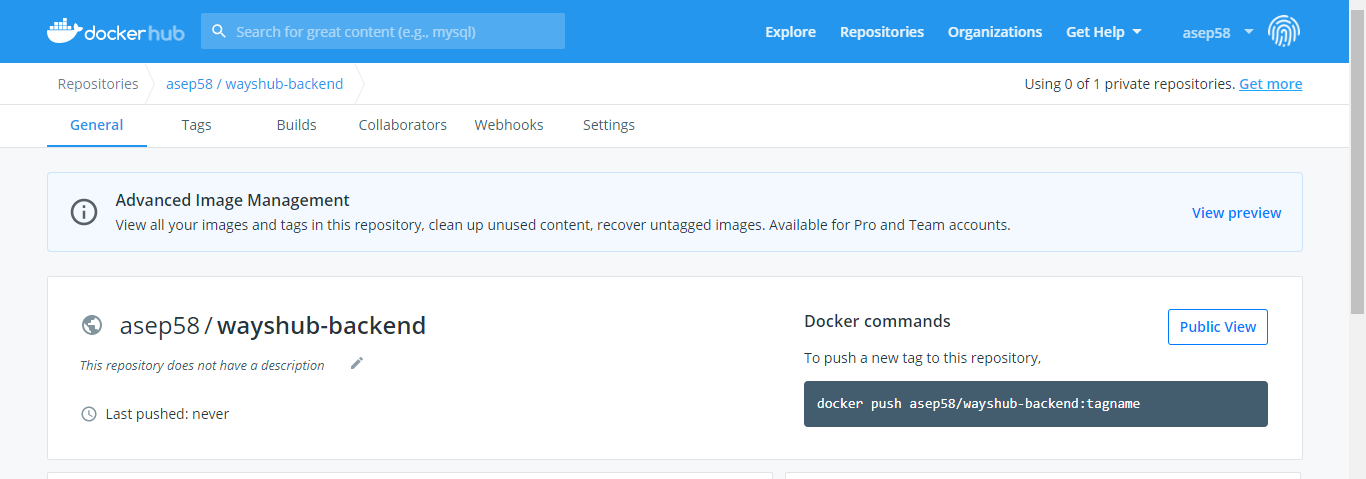 dockerhub Search for great content (e.g., mysql) Explore Repositories Organizations Get Help asep58
Repositories asep58 / wayshub-backend Using 0 of 1 private repositories. Get more
General Tags Builds Collaborators Webhooks Settings
Advanced Image Management
View all your images and tags in this repository, clean up unused content, recover untagged images. Available for Pro and Team accounts.
View preview
asep58 / wayshub-backend
This repository does not have a description
Last pushed: never
Docker commands
Public View
To push a new tag to this repository,
docker push asep58/wayshub-backend:tagname